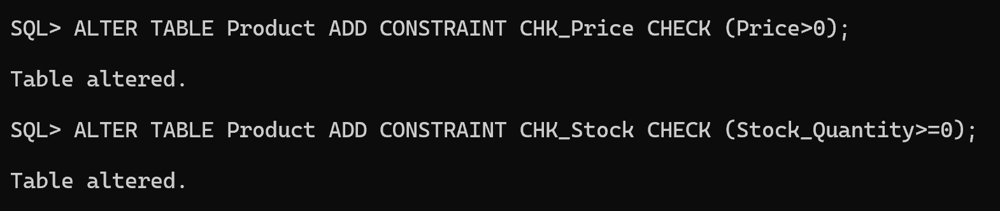 SQL> ALTER TABLE Product ADD CONSTRAINT CHK_Price CHECK (Price>0);
Table altered.
SQL> ALTER TABLE Product ADD CONSTRAINT CHK_Stock CHECK (Stock_Quantity>=0);
Table altered.